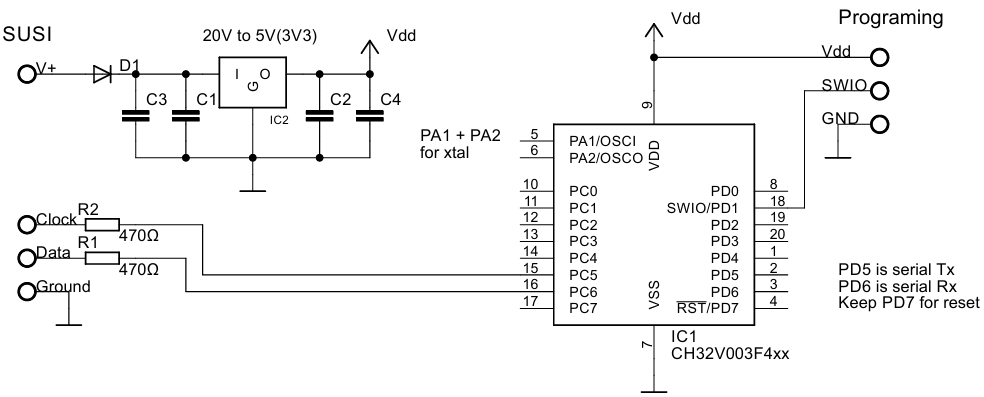 Programing
SUSI
20V to 5V(3V3)
Vdd
Vdd
Vdd
V+
D1
I
G
O
SWIO
C3
C1
C2
C4
IC2
GND
9
PA1 + PA2
for xtal
5
PA1/OSCI
6
PA2/OSCO
VDD
10
PC0
PD0
8
11
PC1
SWIO/PD1
18
12
PC2
PD2
19
13
PC3
PD3
20
14
PC4
PD4
1
15
PC5
PD5
2
16
PC6
PD6
3
17
PC7
RST/PD7
4
VSS
Clock
R2
470Ω
Data
R1
470Ω
Ground
PD5 is serial Tx
PD6 is serial Rx
Keep PD7 for reset
7
IC1
CH32V003F4xx